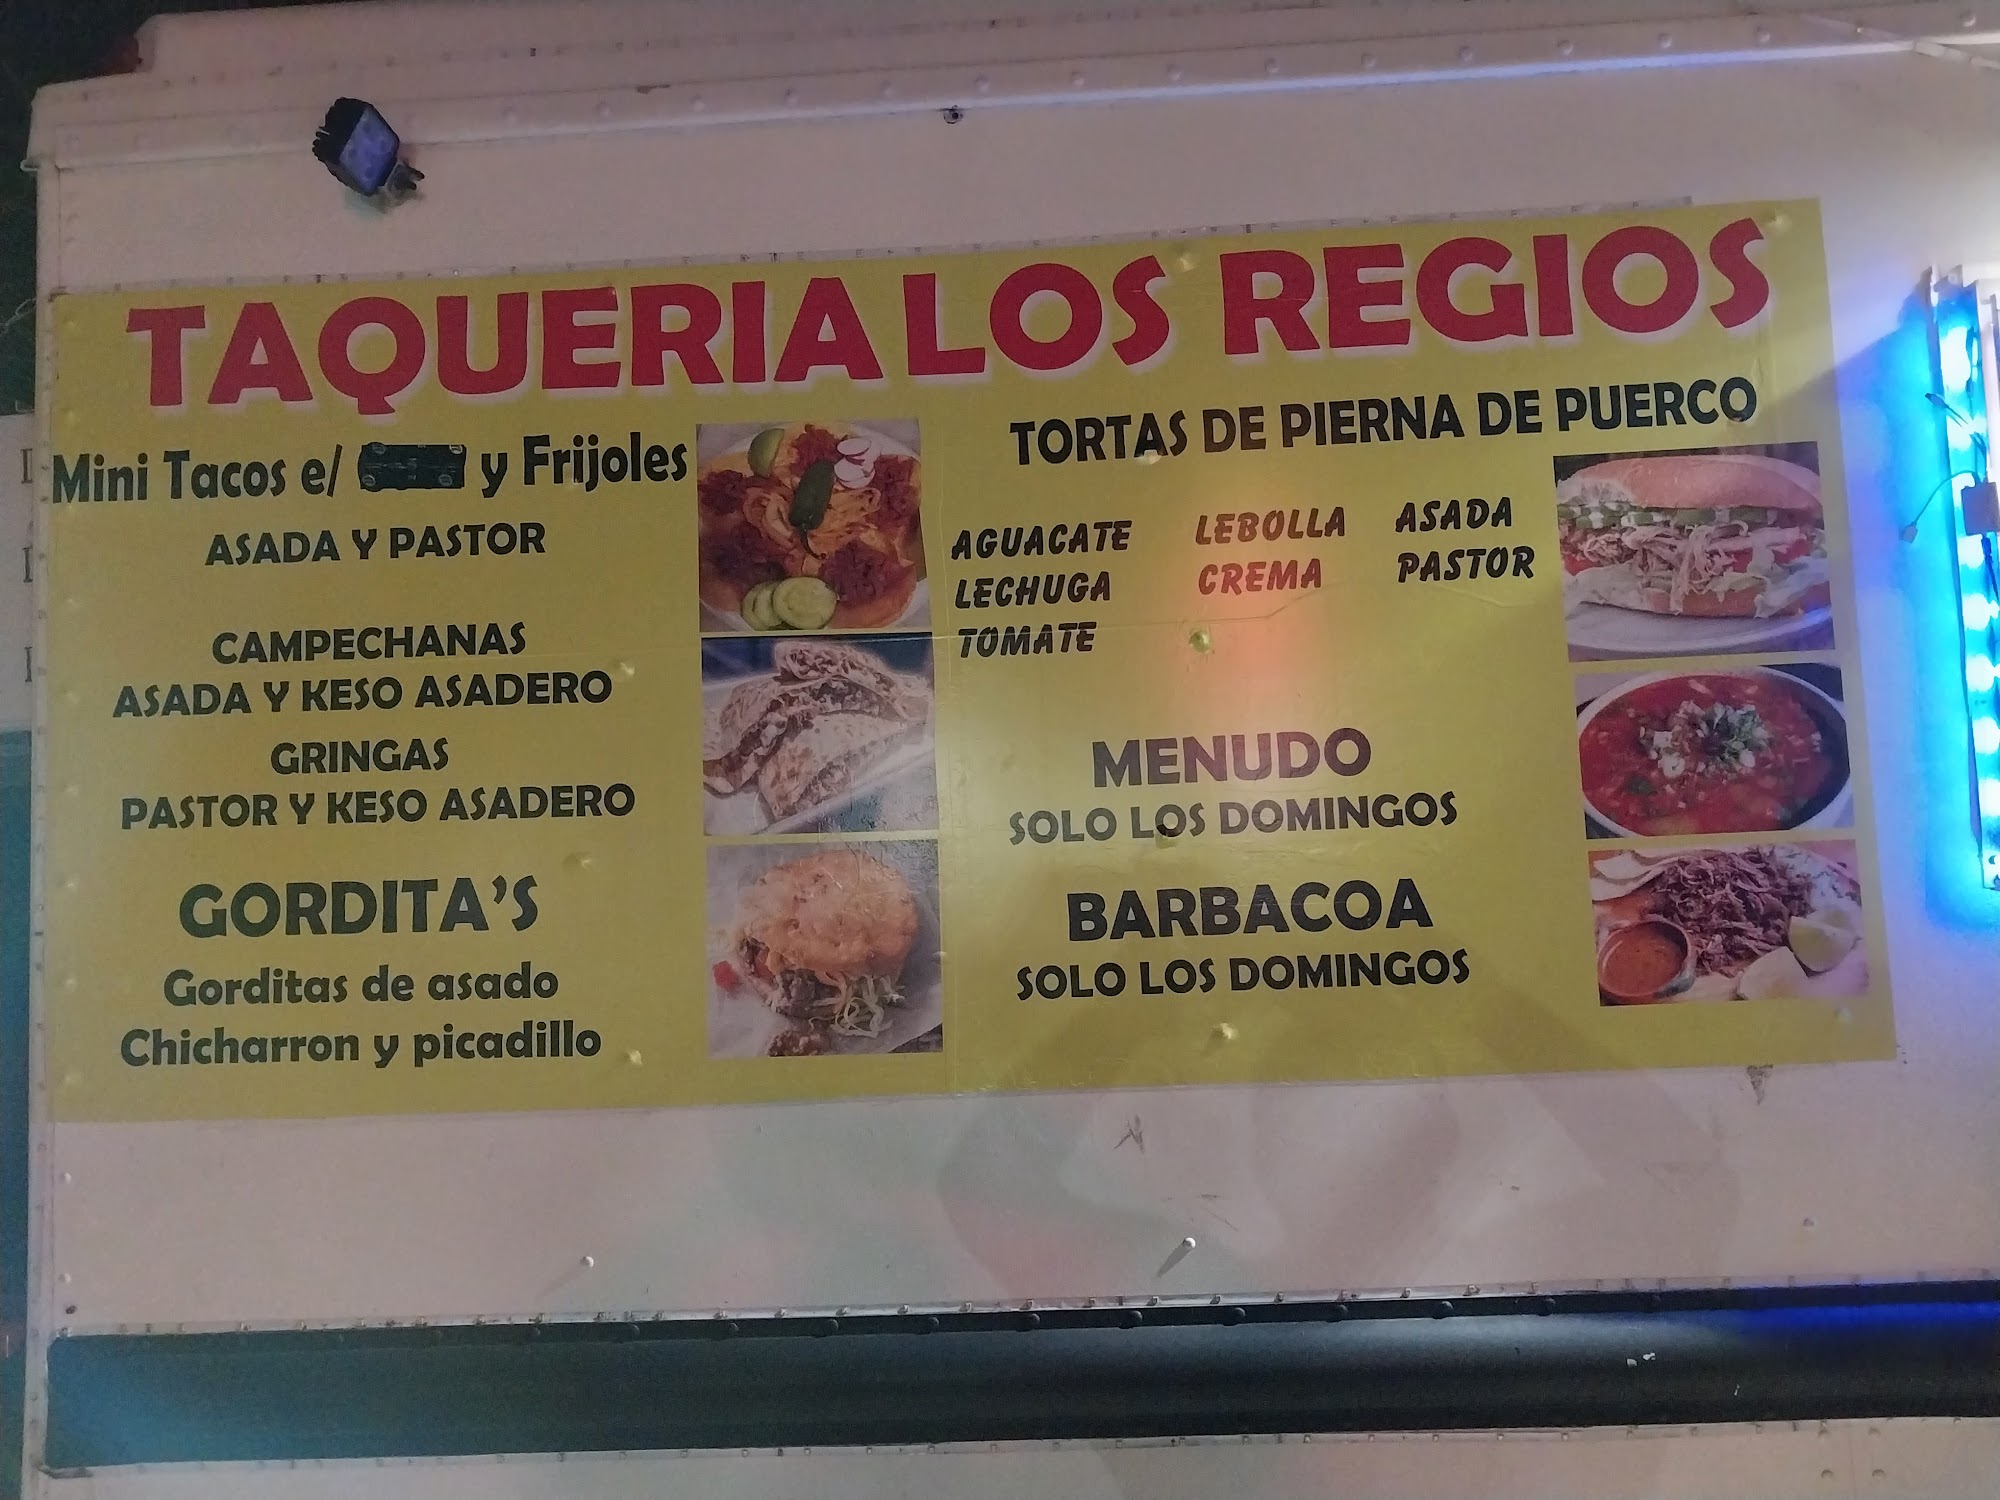 TAQUERIA LOS REGIOS
Mini Tacos e/ y Frijoles
ASADA Y PASTOR
CAMPECHANAS
ASADA Y KESO ASADERO
GRINGAS
PASTOR Y KESO ASADERO
GORDITA'S
Gorditas de asado
Chicharron y picadillo
TORTAS DE PIERNA DE PUERCO
AGUACATE LEBOLLA ASADA
LECHUGA CREMA PASTOR
TOMATE
MENUDO
SOLO LOS DOMINGOS
BARBACOA
SOLO LOS DOMINGOS